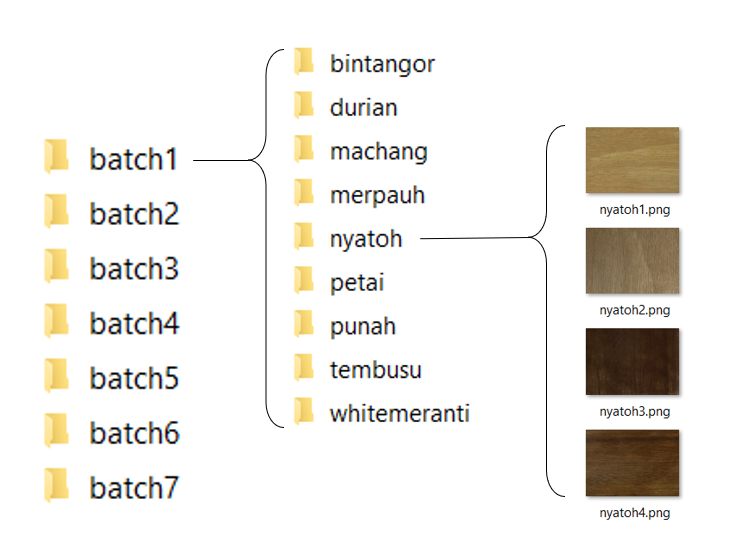 batch1
batch2
batch3
batch4
batch5
batch6
batch7
bintangor
durian
machang
merpauh
nyatoh
petai
punah
tembusu
whitemeranti
nyatoh1.png
nyatoh2.png
nyatoh3.png
nyatoh4.png